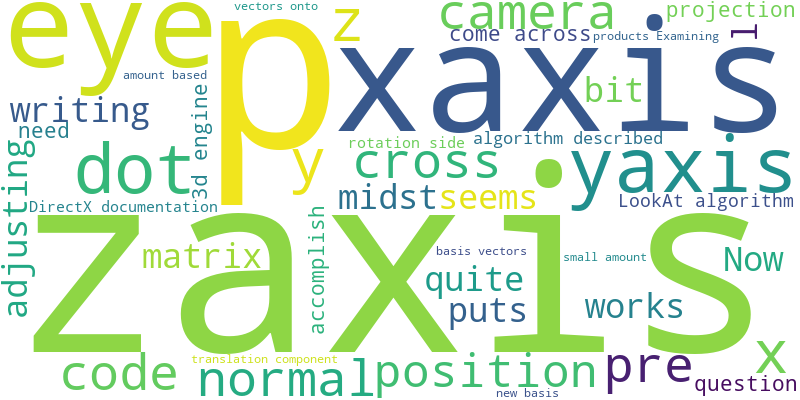 vectors onto
eye
p
z
camera
projection
come across
products Examining
l
xaxis
amount based
bit
writing
need
3d engine
rotation side
algorithm described
dot
y
cross
yaxis
adjusting
midst
seems
LookAt algorithm
DirectX documentation
zaxis
matrix
accomplish
basis vectors
small amount
Now
quite
puts
works
x
translation component
code
normal
position
pre
question
new basis